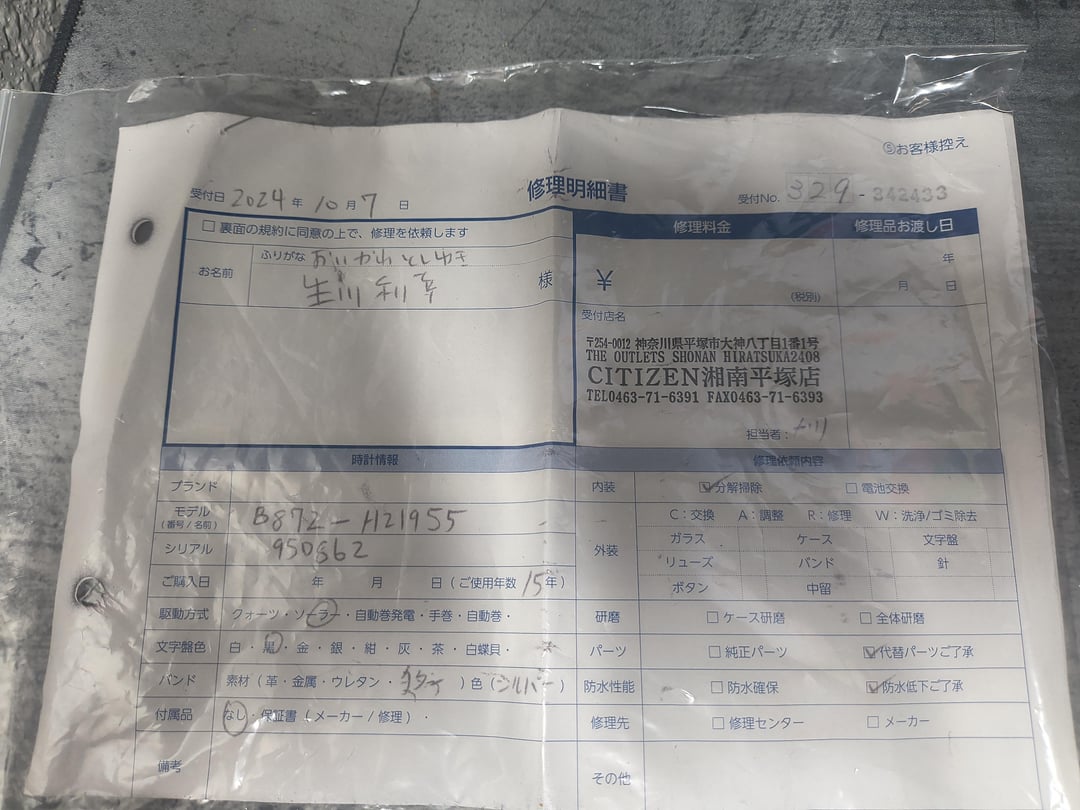 Ⓢお客様控え
修理明細書
受付日 2024 年 10 月 7 日
受付No. 329-342433
□ 裏面の規約に同意の上で、修理を依頼します
ふりがな
お名前 川利 様
修理料金 修理品お渡し日
¥ (税別)
年 月 日
受付店名
〒254-0012 神奈川県平塚市大神八丁目1番1号
THE OUTLETS SHONAN HIRATSUKA2408
CITIZEN湘南平塚店
TEL0463-71-6391 FAX0463-71-6393
担当者:
時計情報
ブランド
モデル (番号/名前) B872-H21955
シリアル 950862
ご購入日 年 月 日 (ご使用年数 15年)
駆動方式 クォーツ・ソーラー・自動巻発電・手巻・自動巻・
文字盤色 白・黒・金・銀・紺・灰・茶・白蝶貝・
バンド 素材 (革・金属・ウレタン・ ) 色 (シルバー)
付属品 なし・保証書 (メーカー/修理)・
備考
修理依頼内容
内装 ☑分解掃除 □電池交換
外装 C:交換 A:調整 R:修理 W:洗浄/ゴミ除去
ガラス ケース 文字盤
リューズ バンド 針
ボタン 中留
研磨 □ケース研磨 □全体研磨
パーツ □純正パーツ ☑代替パーツご了承
防水性能 □防水確保 ☑防水低下ご了承
修理先 □修理センター □メーカー
その他